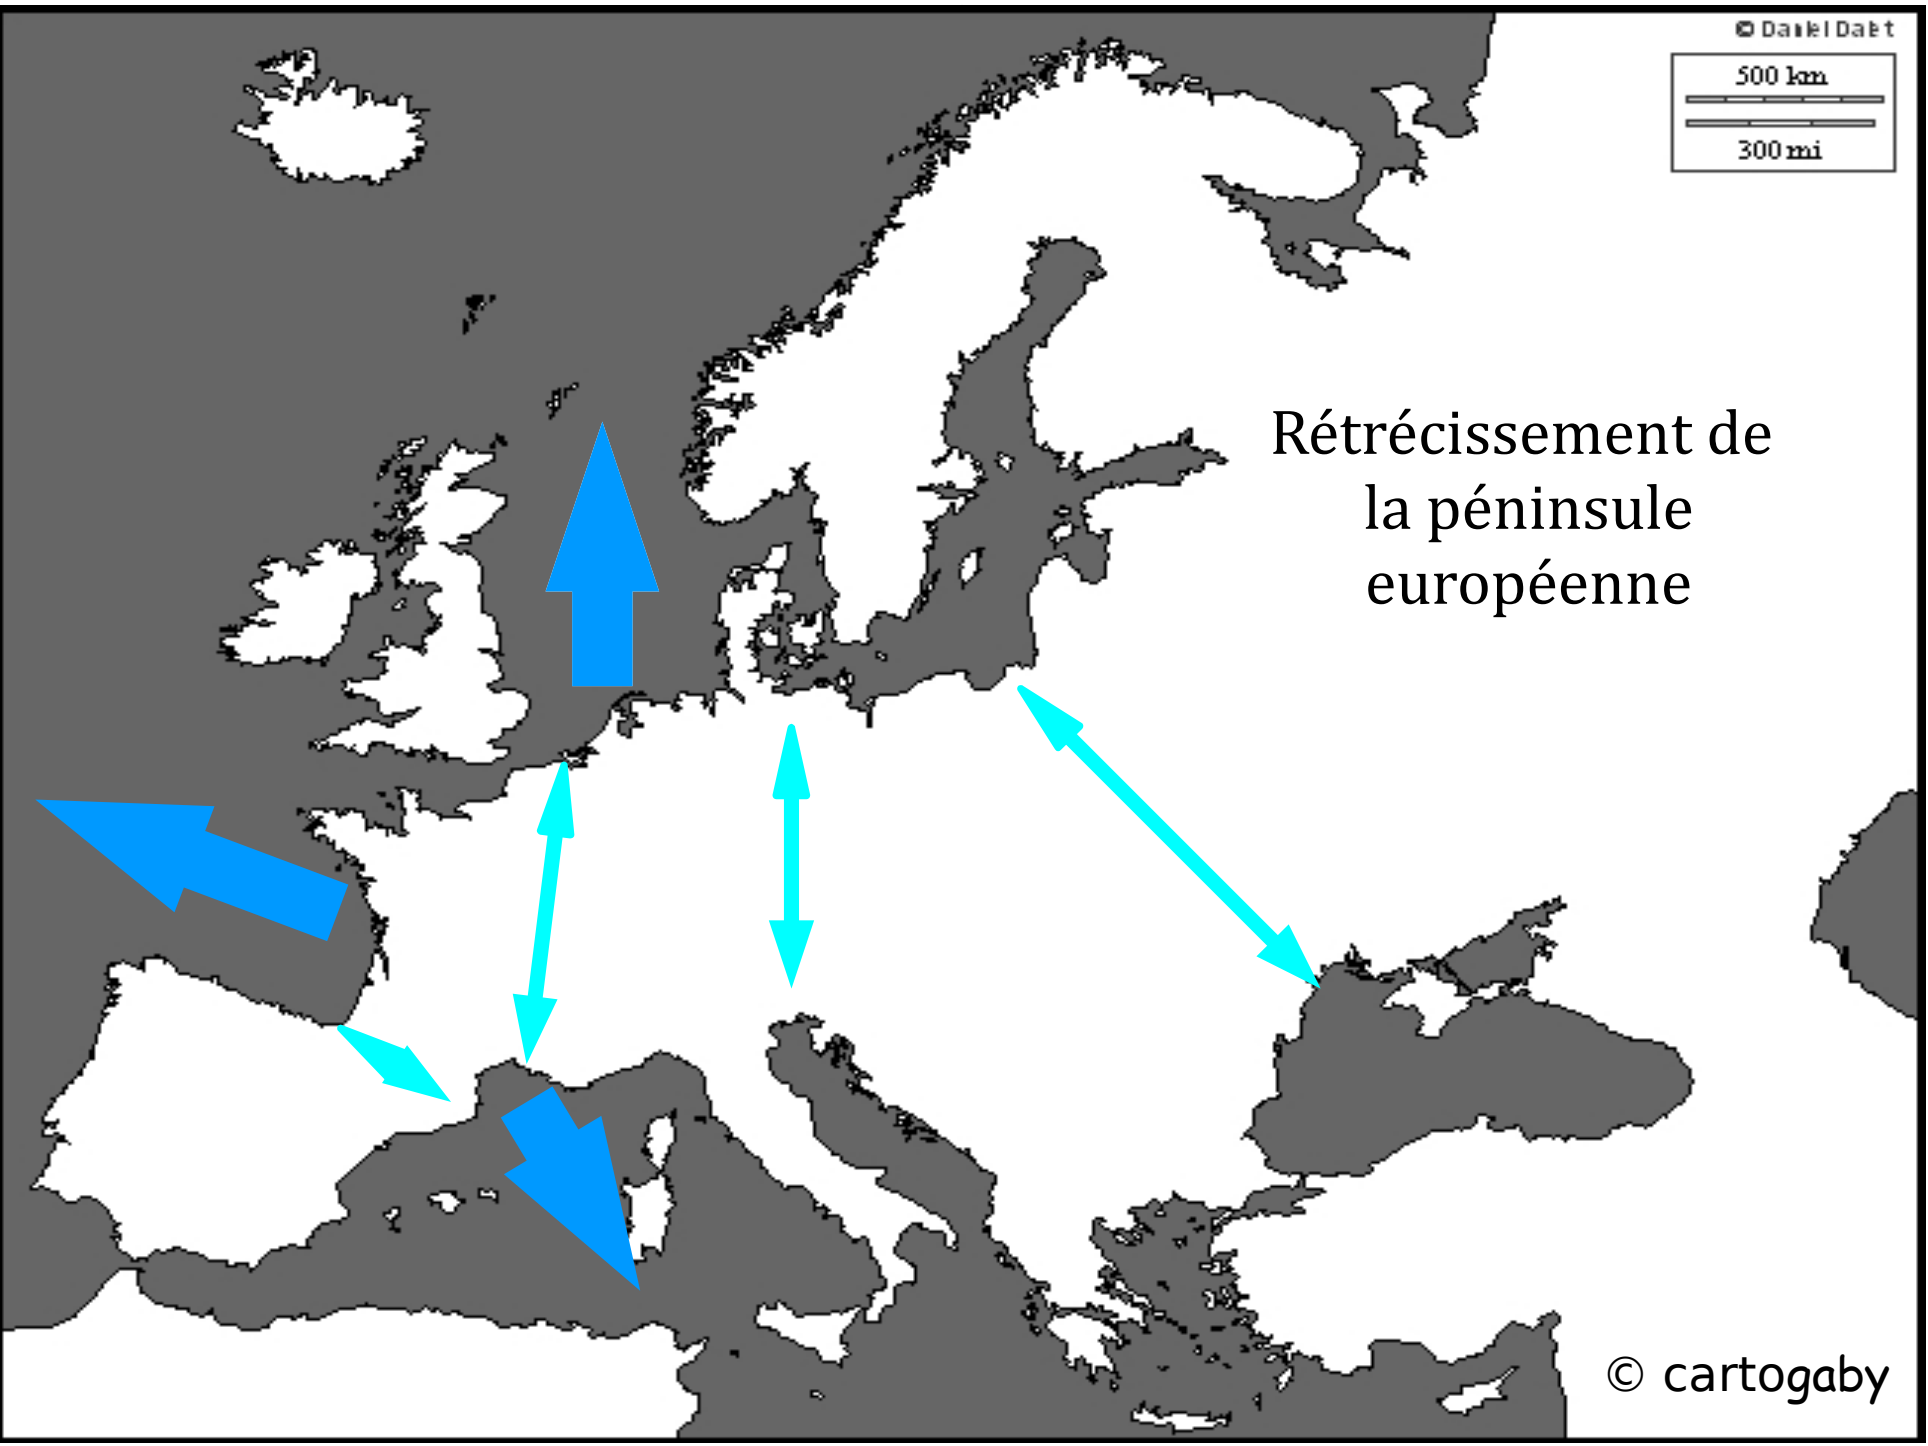 500 km
300 mi
Rétrécissement de
la péninsule
européenne
© cartogaby